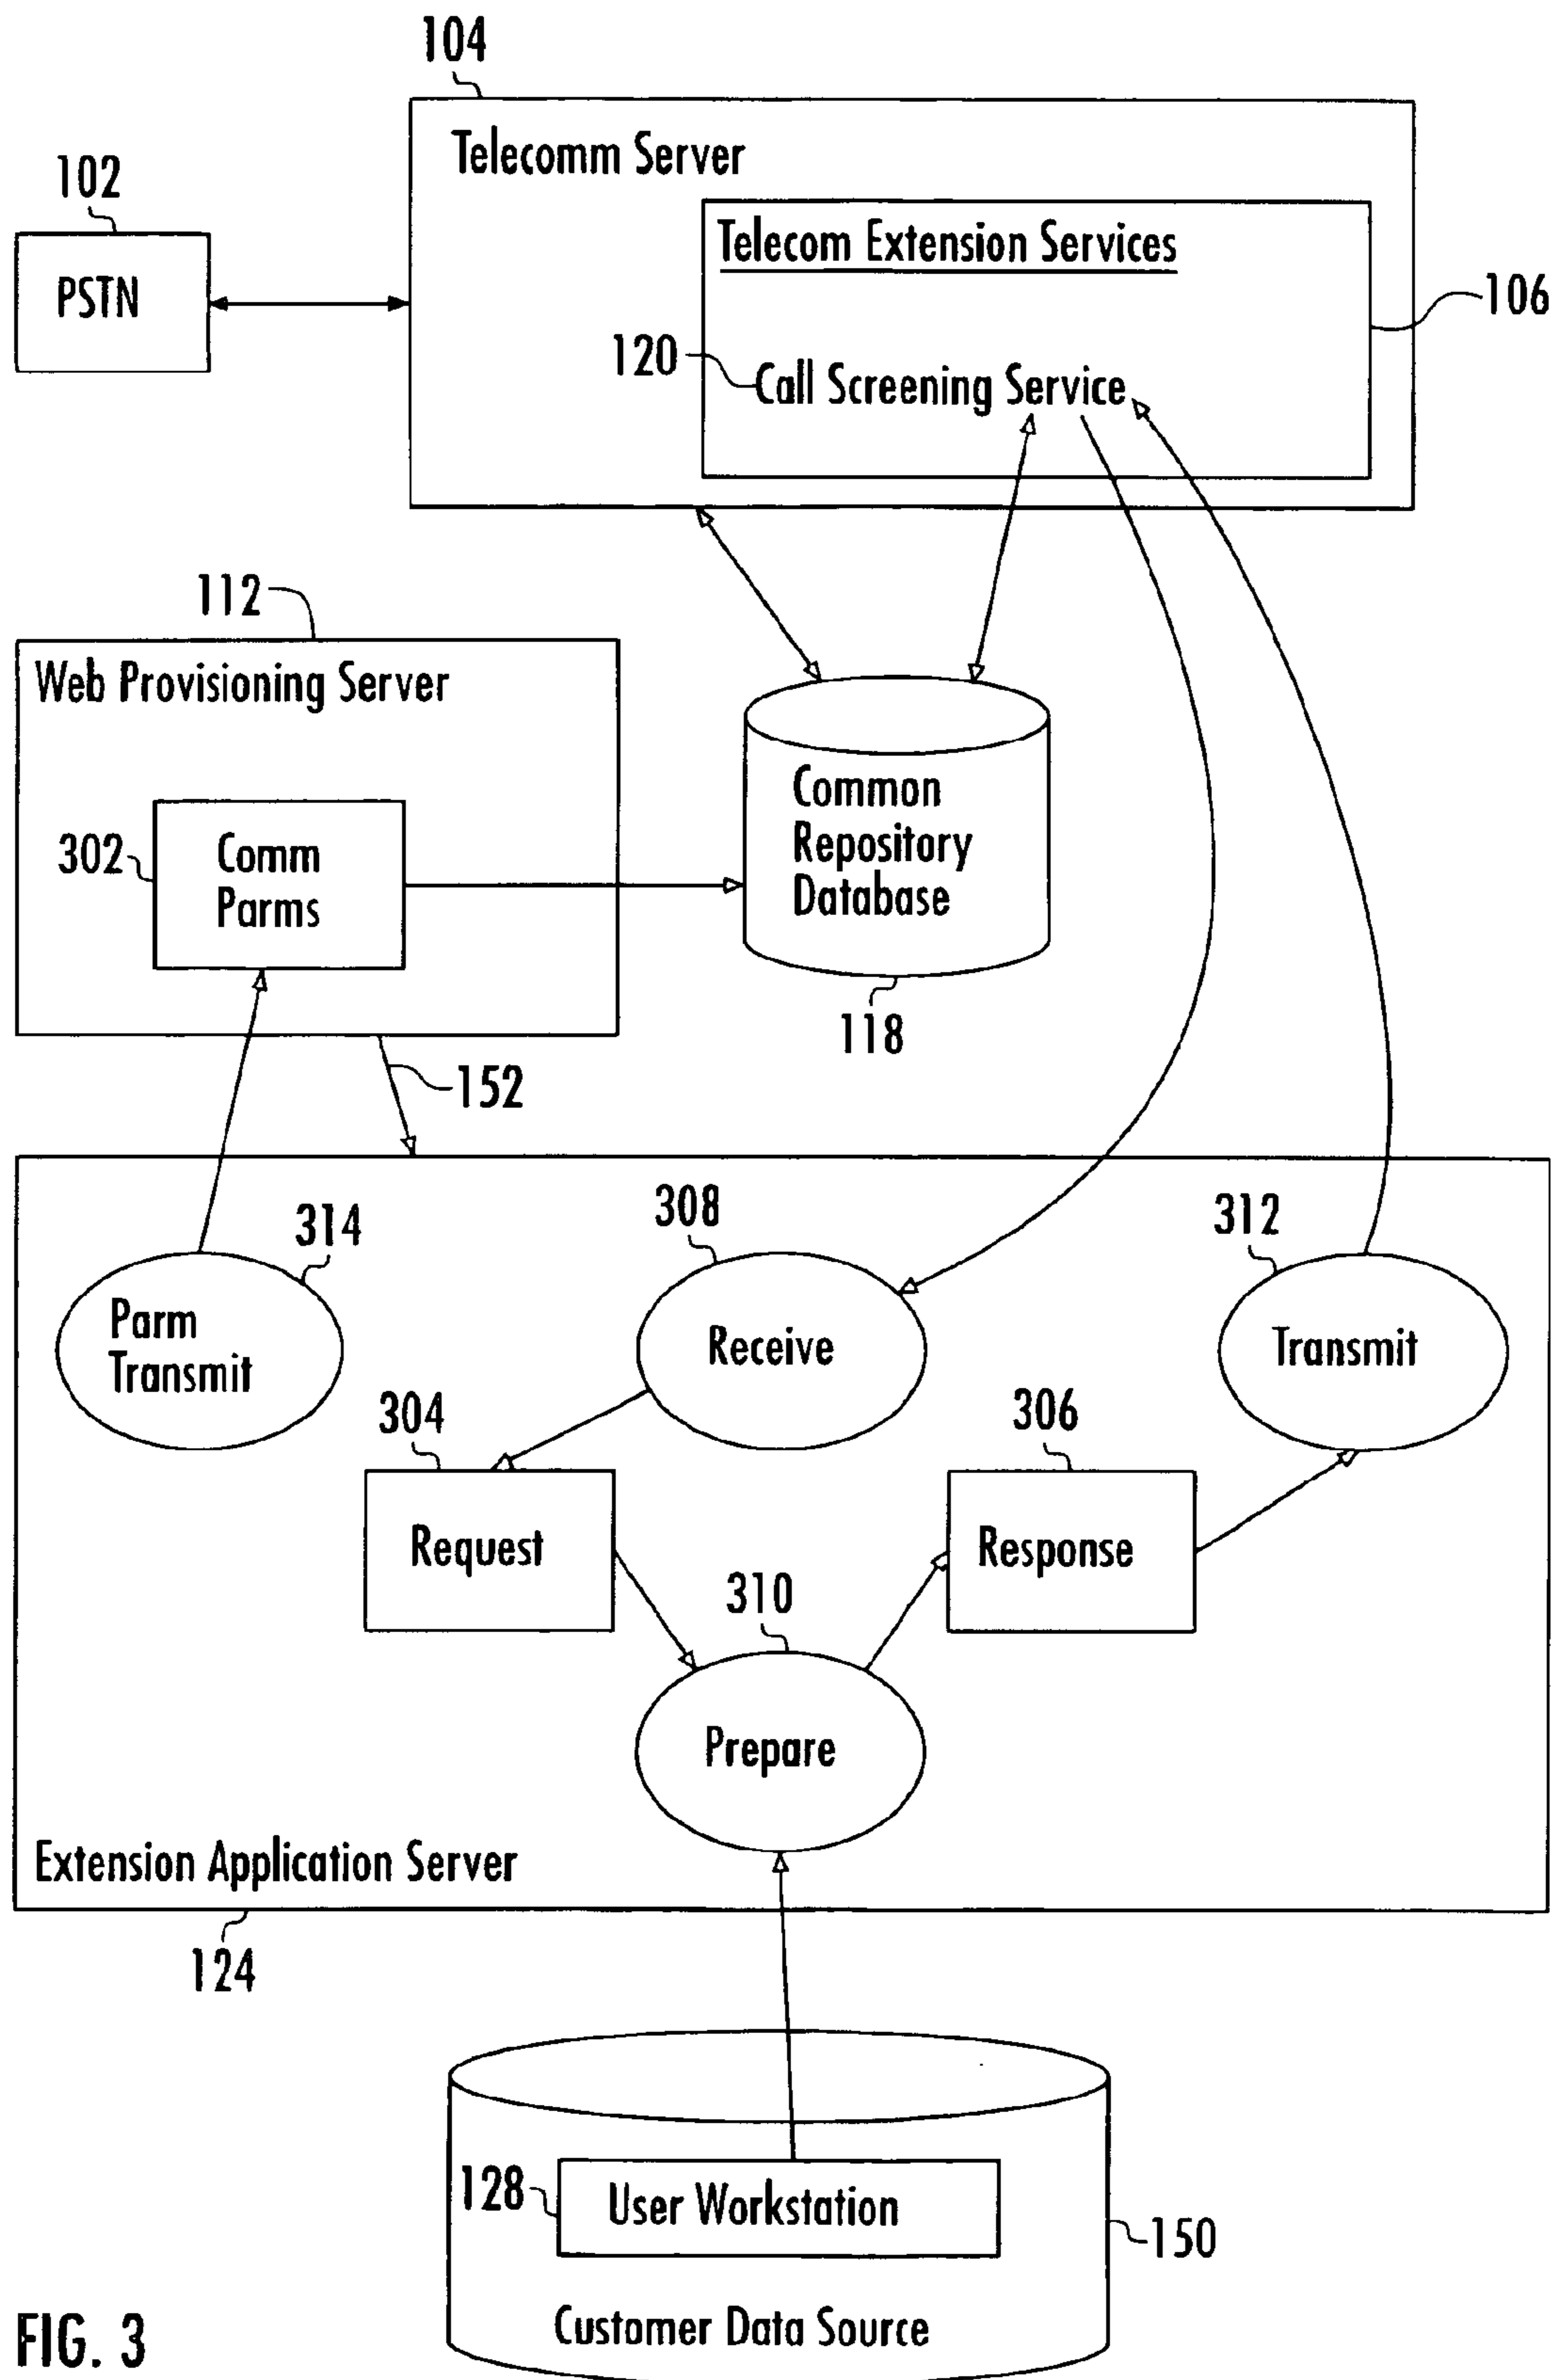 104
Telecomm Server
102
PSTN
Telecom Extension Services
106
120
Call Screening Service
112
Web Provisioning Server
302
Comm
Parms
Common
Repository
Database
118
152
314
308
312
Parm
Transmit
Receive
Transmit
304
306
Request
Response
310
Prepare
Extension Application Server
124
128
User Workstation
150
Customer Data Source
FIG. 3